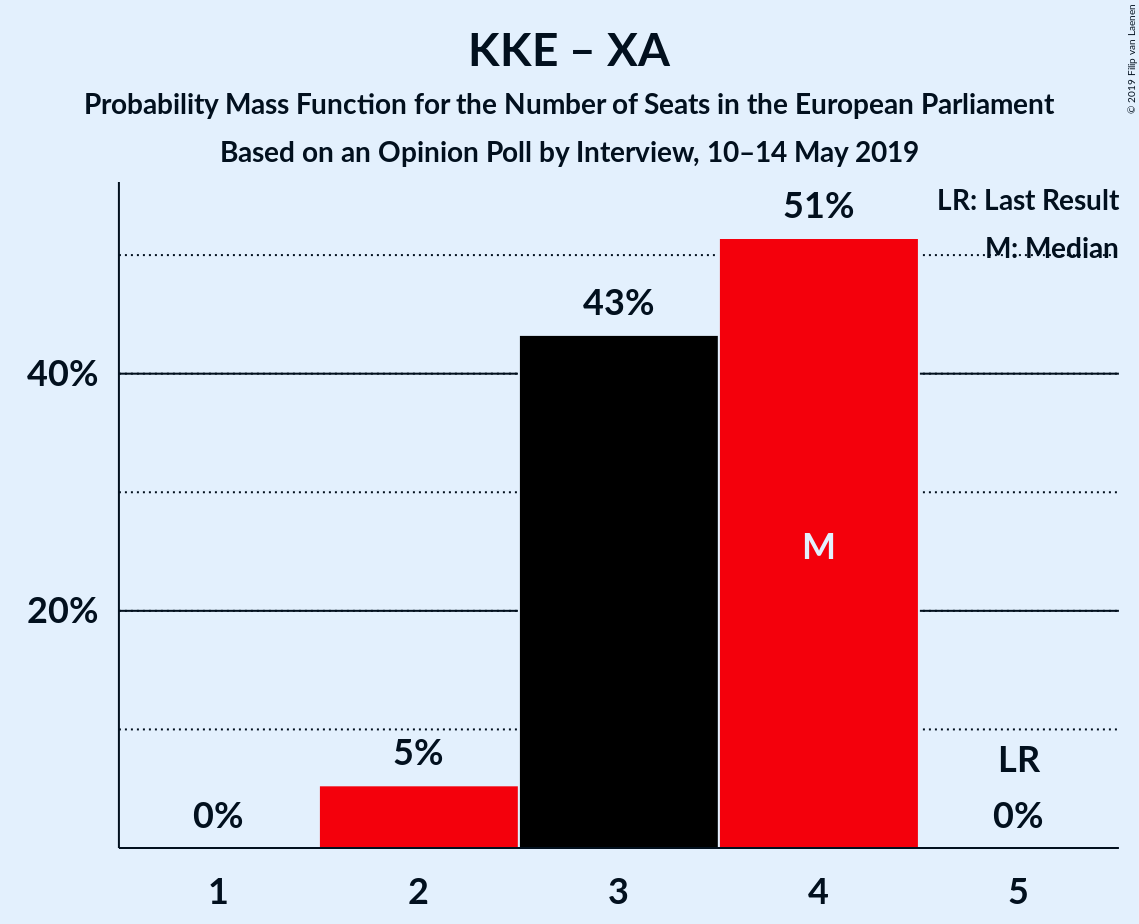 KKE – XA
Probability Mass Function for the Number of Seats in the European Parliament
Based on an Opinion Poll by Interview, 10–14 May 2019
© 2019 Filip van Laenen
LR: Last Result
M: Median
51%
43%
40%
M
20%
5%
LR
0%
0%
1 2 3 4 5